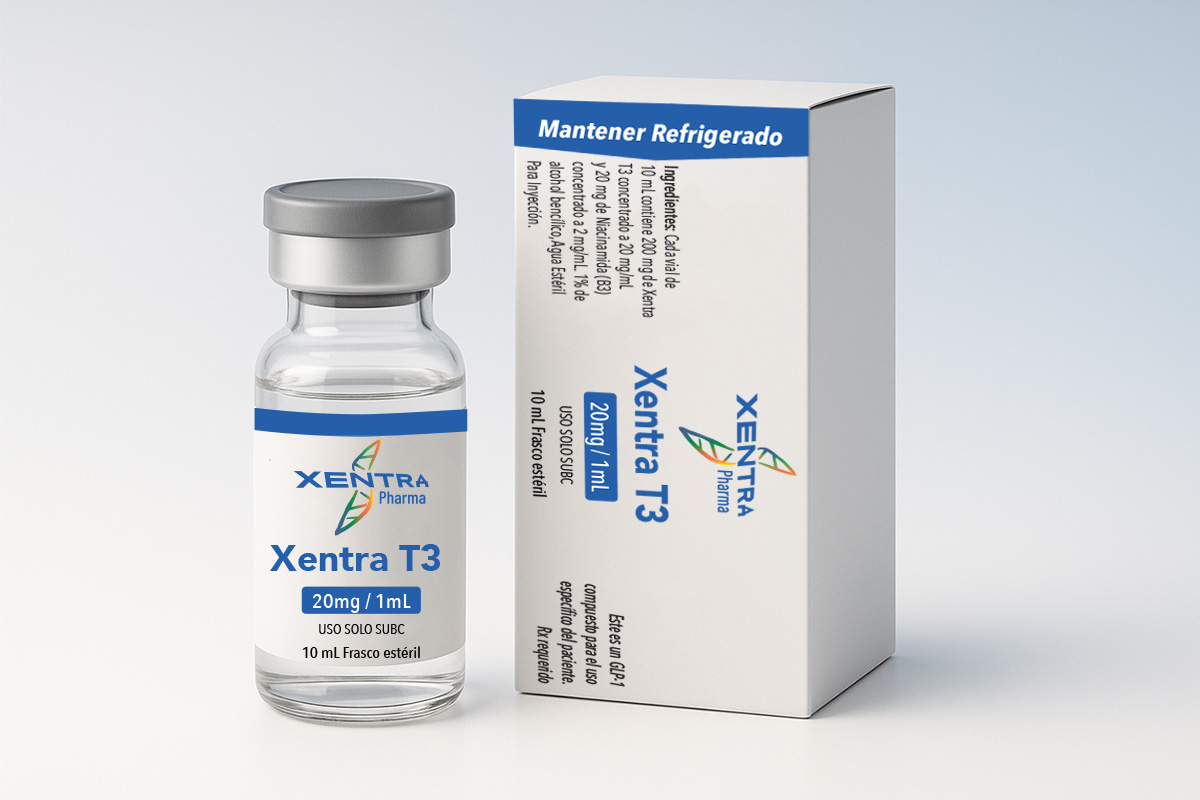 XENTRA
Pharma
Xentra T3
20mg / 1mL
USO SOLO SUBC
10 mL Frasco estéril
Mantener Refrigerado
Ingredientes: Cada vial de
10 mL contiene 200 mg de Xentra
T3 concentrado a 20 mg/mL
y 20 mg de Niacinamida (B3)
concentrado a 2 mg/mL. 1% de
alcohol bencílico, Agua Estéril
Para Inyección.
XENTRA
Pharma
Xentra T3
20mg / 1mL
USO SOLO SUBC
10 mL Frasco estéril
Este es un GLP-1
compuesto para el uso
específico del paciente.
Rx requerido